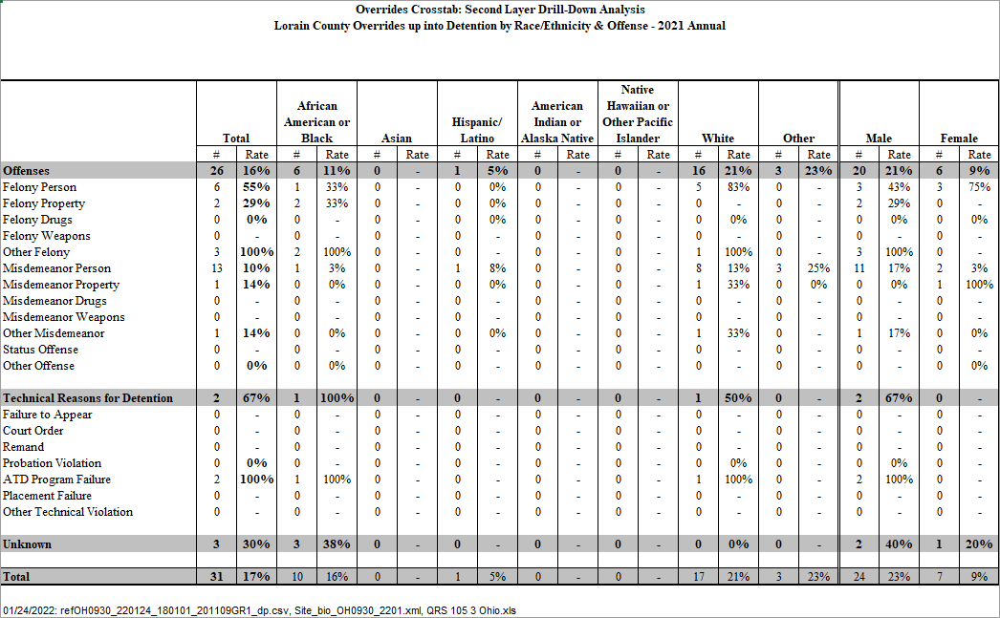 Overrides Crosstab: Second Layer Drill-Down Analysis
Lorain County Overrides up into Detention by Race/Ethnicity & Offense - 2021 Annual
Total African American or Black Asian Hispanic/ Latino American Indian or Alaska Native Native Hawaiian or Other Pacific Islander White Other Male Female
# Rate # Rate # Rate # Rate # Rate # Rate # Rate # Rate # Rate # Rate
Offenses 26 16% 6 11% 0 - 1 5% 0 - 0 - 16 21% 3 23% 20 21% 6 9%
Felony Person 6 55% 1 33% 0 - 0 0% 0 - 0 - 5 83% 0 - 3 43% 3 75%
Felony Property 2 29% 2 33% 0 - 0 0% 0 - 0 - 0 - 0 - 2 29% 0 -
Felony Drugs 0 0% 0 - 0 - 0 0% 0 - 0 - 0 0% 0 - 0 0% 0 0%
Felony Weapons 0 - 0 - 0 - 0 - 0 - 0 - 0 - 0 - 0 - 0 -
Other Felony 3 100% 2 100% 0 - 0 - 0 - 0 - 1 100% 0 - 3 100% 0 -
Misdemeanor Person 13 10% 1 3% 0 - 1 8% 0 - 0 - 8 13% 3 25% 11 17% 2 3%
Misdemeanor Property 1 14% 0 0% 0 - 0 0% 0 - 0 - 1 33% 0 0% 0 0% 1 100%
Misdemeanor Drugs 0 - 0 - 0 - 0 - 0 - 0 - 0 - 0 - 0 - 0 -
Misdemeanor Weapons 0 - 0 - 0 - 0 - 0 - 0 - 0 - 0 - 0 - 0 -
Other Misdemeanor 1 14% 0 0% 0 - 0 0% 0 - 0 - 1 33% 0 - 1 17% 0 0%
Status Offense 0 - 0 - 0 - 0 - 0 - 0 - 0 - 0 - 0 - 0 -
Other Offense 0 0% 0 0% 0 - 0 - 0 - 0 - 0 - 0 - 0 - 0 0%
Technical Reasons for Detention 2 67% 1 100% 0 - 0 - 0 - 0 - 1 50% 0 - 2 67% 0 -
Failure to Appear 0 - 0 - 0 - 0 - 0 - 0 - 0 - 0 - 0 - 0 -
Court Order 0 - 0 - 0 - 0 - 0 - 0 - 0 - 0 - 0 - 0 -
Remand 0 - 0 - 0 - 0 - 0 - 0 - 0 - 0 - 0 - 0 -
Probation Violation 0 0% 0 - 0 - 0 - 0 - 0 - 0 0% 0 - 0 0% 0 -
ATD Program Failure 2 100% 1 100% 0 - 0 - 0 - 0 - 1 100% 0 - 2 100% 0 -
Placement Failure 0 - 0 - 0 - 0 - 0 - 0 - 0 - 0 - 0 - 0 -
Other Technical Violation 0 - 0 - 0 - 0 - 0 - 0 - 0 - 0 - 0 - 0 -
Unknown 3 30% 3 38% 0 - 0 - 0 - 0 - 0 0% 0 - 2 40% 1 20%
Total 31 17% 10 16% 0 - 1 5% 0 - 0 - 17 21% 3 23% 24 23% 7 9%
01/24/2022: refOH0930_220124_180101_201109GR1_dp.csv, Site_bio_OH0930_2201.xml, QRS 105 3 Ohio.xls